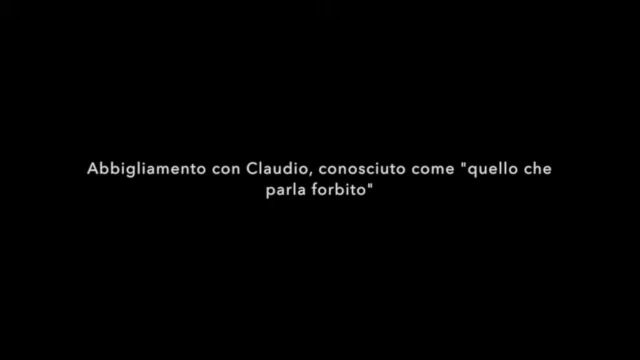 Abbigliamento con Claudio, conosciuto come "quello che
parla forbito"